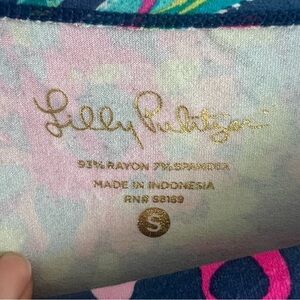 Lilly Pulitzer
93% RAYON 7% SPANDEX
MADE IN INDONESIA
RN# 58189
S